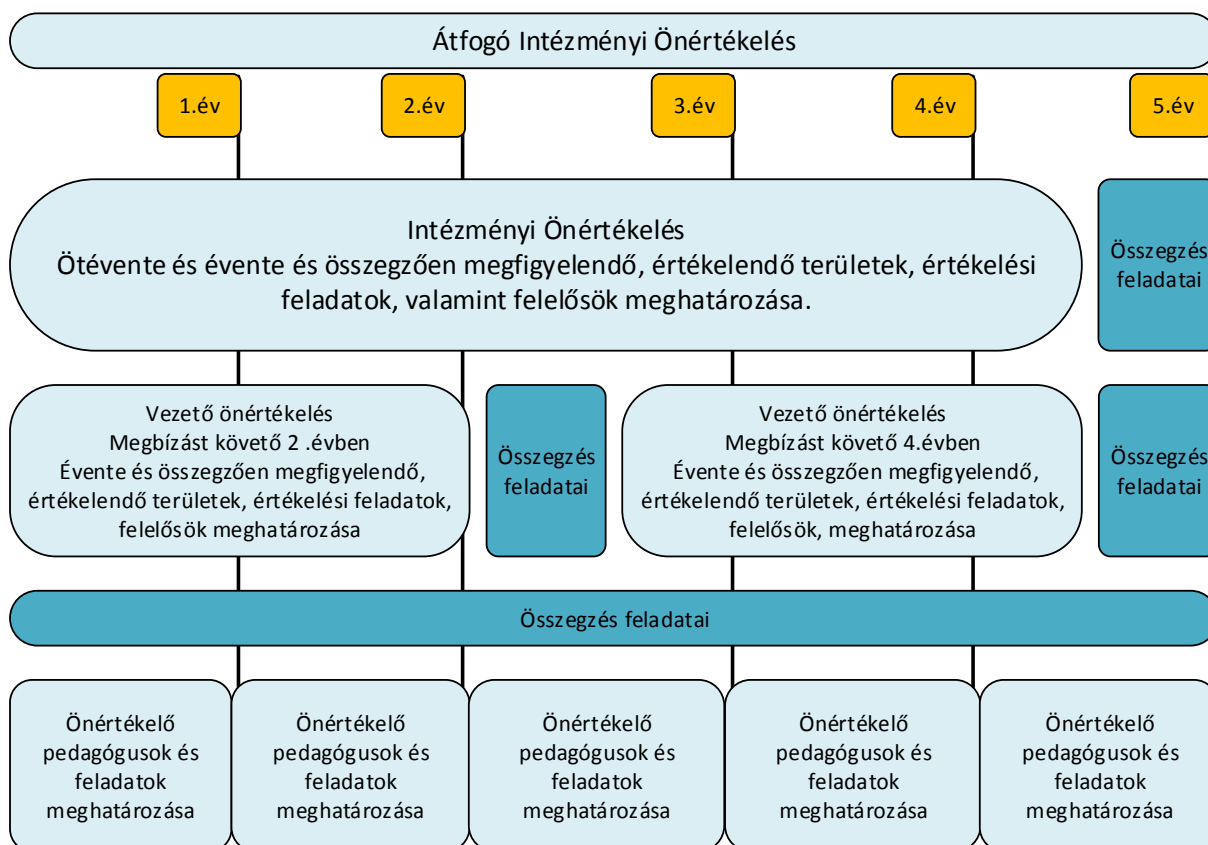 Átfogó Intézményi Önértékelés
1.év
2.év
3.év
4.év
5.év
Intézményi Önértékelés
Ötévente és évente és összegzően megfigyelendő, értékelendő területek, értékelési
feladatok, valamint felelősök meghatározása.
Összegzés
feladatai
Vezető önértékelés
Megbízást követő 2 .évben
Évente és összegzően megfigyelendő,
értékelendő területek, értékelési feladatok,
felelősök meghatározása
Összegzés
feladatai
Vezető önértékelés
Megbízást követő 4.évben
Évente és összegzően megfigyelendő,
értékelendő területek, értékelési feladatok,
felelősök, meghatározása
Összegzés
feladatai
Összegzés feladatai
Önértékelő
pedagógusok és
feladatok
meghatározása
Önértékelő
pedagógusok és
feladatok
meghatározása
Önértékelő
pedagógusok és
feladatok
meghatározása
Önértékelő
pedagógusok és
feladatok
meghatározása
Önértékelő
pedagógusok és
feladatok
meghatározása